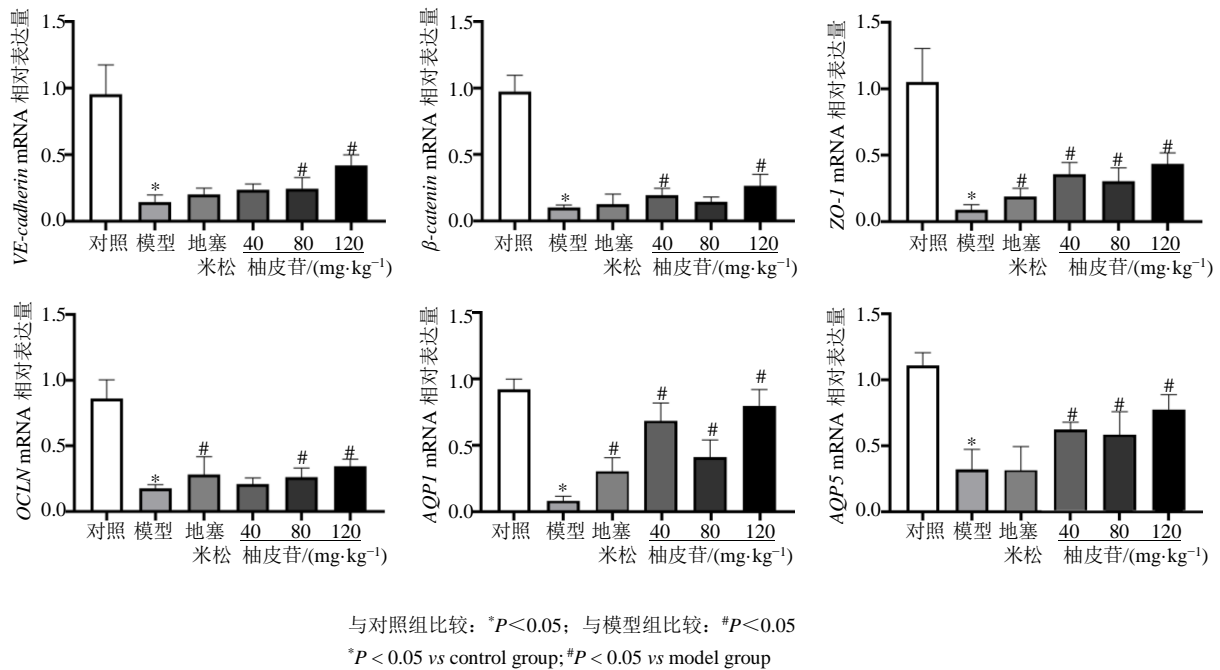 VE-cadherin mRNA 相对表达量
1.5
1.0
0.5
0.0
*
#
#
对照 模型 地塞米松 40 80 120
柚皮苷/(mg·kg⁻¹)
β-catenin mRNA 相对表达量
1.5
1.0
0.5
0.0
*
#
#
对照 模型 地塞米松 40 80 120
柚皮苷/(mg·kg⁻¹)
ZO-1 mRNA 相对表达量
1.5
1.0
0.5
0.0
*
#
#
#
#
对照 模型 地塞米松 40 80 120
柚皮苷/(mg·kg⁻¹)
OCLN mRNA 相对表达量
1.5
1.0
0.5
0.0
*
#
#
#
对照 模型 地塞米松 40 80 120
柚皮苷/(mg·kg⁻¹)
AQP1 mRNA 相对表达量
1.5
1.0
0.5
0.0
*
#
#
#
#
对照 模型 地塞米松 40 80 120
柚皮苷/(mg·kg⁻¹)
AQP5 mRNA 相对表达量
1.5
1.0
0.5
0.0
*
#
#
#
对照 模型 地塞米松 40 80 120
柚皮苷/(mg·kg⁻¹)
与对照组比较：*P＜0.05；与模型组比较：#P＜0.05
*P < 0.05 vs control group; #P < 0.05 vs model group